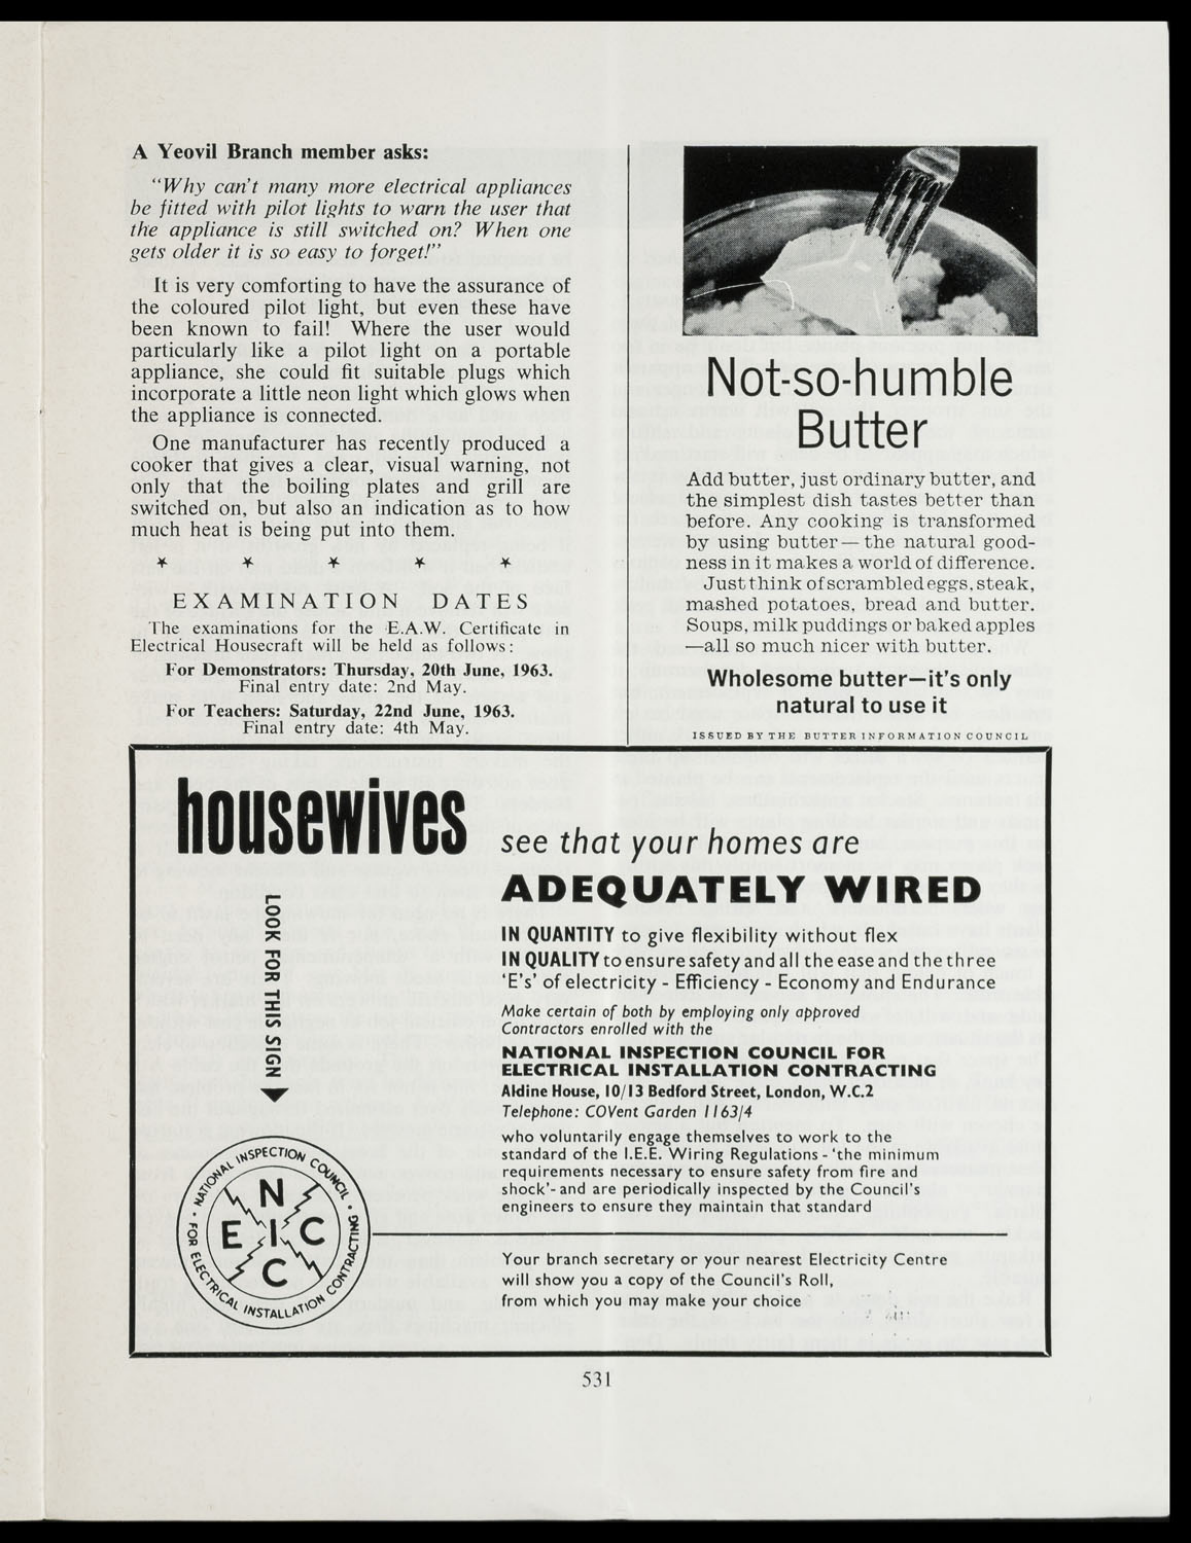 A Yeovil Branch member asks:
"Why can't many more electrical appliances
be fitted with pilot lights to warn the user that
the appliance is still switched on? When one
gets older it is so easy to forget!"
It is very comforting to have the assurance of
the coloured pilot light, but even these have
been known to fail! Where the user would
particularly like a pilot light on a portable
appliance, she could fit suitable plugs which
incorporate a little neon light which glows when
the appliance is connected.
One manufacturer has recently produced a
cooker that gives a clear, visual warning, not
only that the boiling plates and grill are
switched on, but also an indication as to how
much heat is being put into them.
* * * * *
EXAMINATION DATES
The examinations for the E.A.W. Certificate in
Electrical Housecraft will be held as follows:
For Demonstrators: Thursday, 20th June, 1963.
Final entry date: 2nd May.
For Teachers: Saturday, 22nd June, 1963.
Final entry date: 4th May.
Not-so-humble
Butter
Add butter, just ordinary butter, and
the simplest dish tastes better than
before. Any cooking is transformed
by using butter—the natural good-
ness in it makes a world of difference.
Just think of scrambled eggs, steak,
mashed potatoes, bread and butter.
Soups, milk puddings or baked apples
—all so much nicer with butter.
Wholesome butter—it's only
natural to use it
ISSUED BY THE BUTTER INFORMATION COUNCIL
housewives
see that your homes are
ADEQUATELY WIRED
LOOK FOR THIS SIGN
IN QUANTITY to give flexibility without flex
IN QUALITY to ensure safety and all the ease and the three
'E's' of electricity - Efficiency - Economy and Endurance
Make certain of both by employing only approved
Contractors enrolled with the
NATIONAL INSPECTION COUNCIL FOR
ELECTRICAL INSTALLATION CONTRACTING
Aldine House, 10/13 Bedford Street, London, W.C.2
Telephone: COVent Garden 1163/4
who voluntarily engage themselves to work to the
standard of the I.E.E. Wiring Regulations - 'the minimum
requirements necessary to ensure safety from fire and
shock'- and are periodically inspected by the Council's
engineers to ensure they maintain that standard
NATIONAL INSPECTION COUNCIL • FOR ELECTRICAL INSTALLATION CONTRACTING •
N
E I C
C
Your branch secretary or your nearest Electricity Centre
will show you a copy of the Council's Roll,
from which you may make your choice
531